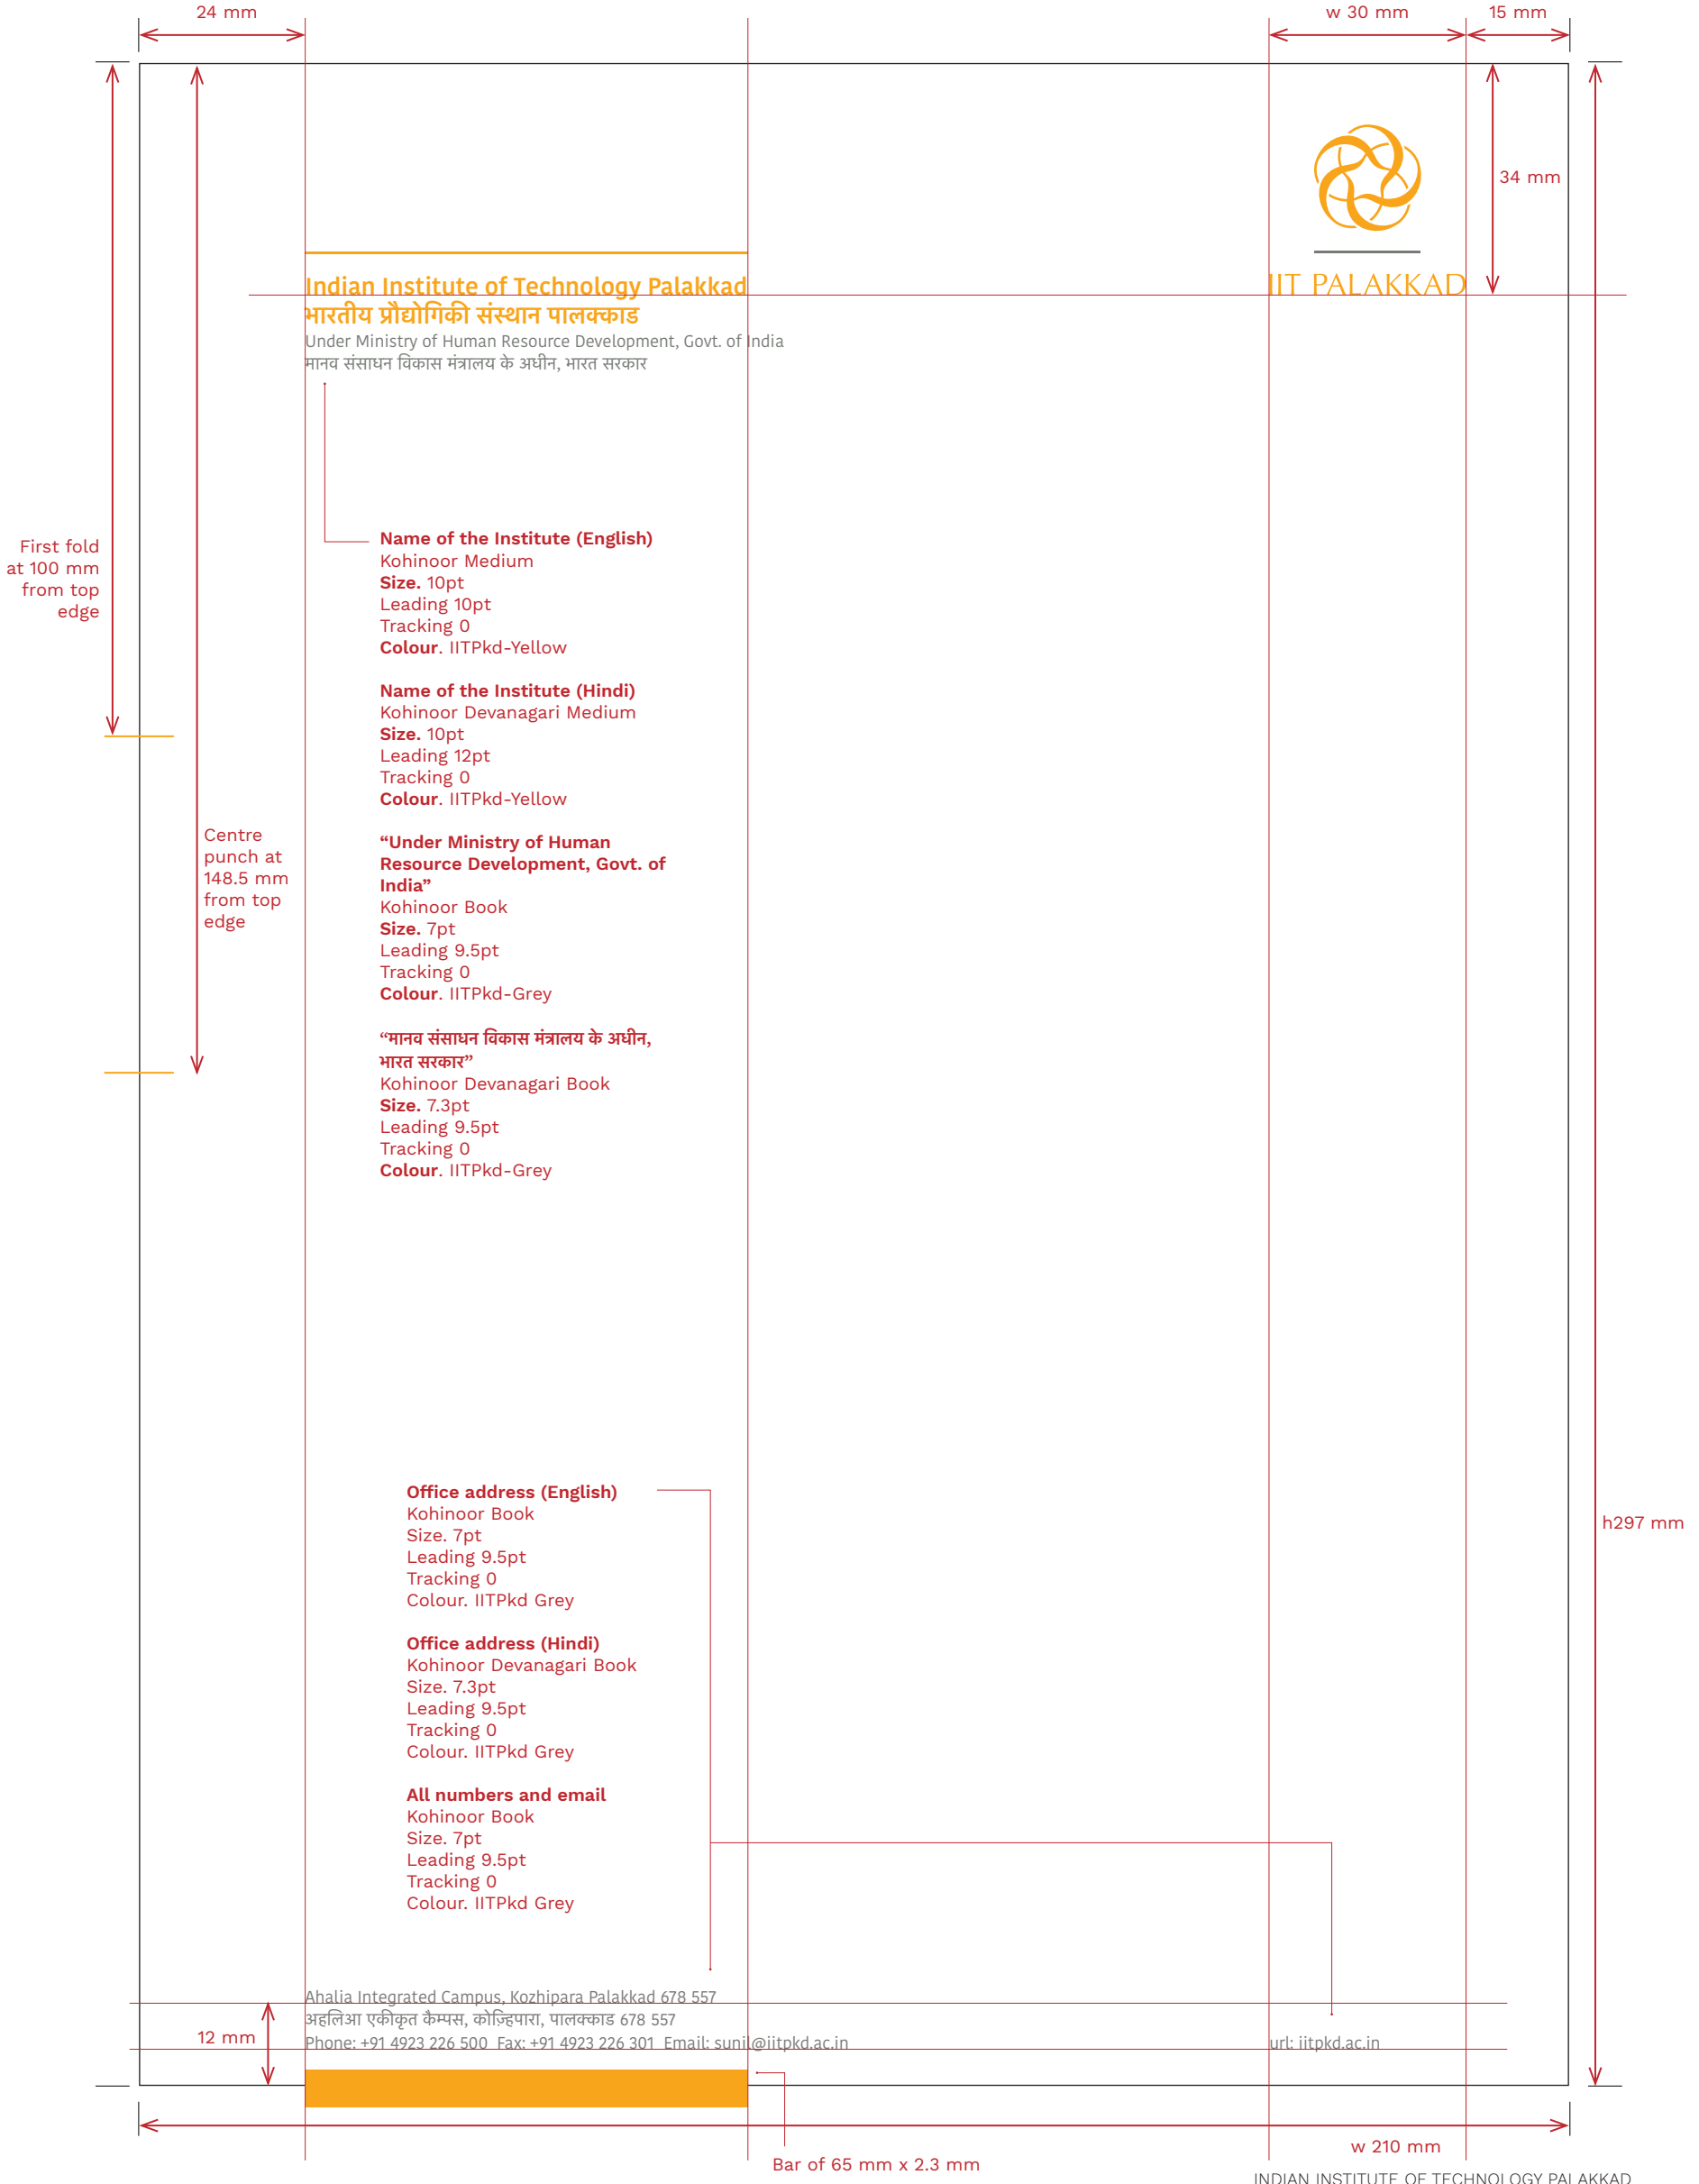 24 mm
w 30 mm
15 mm
34 mm
IIT PALAKKAD
Indian Institute of Technology Palakkad
भारतीय प्रौद्योगिकी संस्थान पालक्काड
Under Ministry of Human Resource Development, Govt. of India
मानव संसाधन विकास मंत्रालय के अधीन, भारत सरकार
First fold
at 100 mm
from top
edge
Name of the Institute (English)
Kohinoor Medium
Size. 10pt
Leading 10pt
Tracking 0
Colour. IITPkd-Yellow
Name of the Institute (Hindi)
Kohinoor Devanagari Medium
Size. 10pt
Leading 12pt
Tracking 0
Colour. IITPkd-Yellow
Centre
punch at
148.5 mm
from top
edge
“Under Ministry of Human
Resource Development, Govt. of
India”
Kohinoor Book
Size. 7pt
Leading 9.5pt
Tracking 0
Colour. IITPkd-Grey
“मानव संसाधन विकास मंत्रालय के अधीन,
भारत सरकार”
Kohinoor Devanagari Book
Size. 7.3pt
Leading 9.5pt
Tracking 0
Colour. IITPkd-Grey
Office address (English)
Kohinoor Book
Size. 7pt
Leading 9.5pt
Tracking 0
Colour. IITPkd Grey
h297 mm
Office address (Hindi)
Kohinoor Devanagari Book
Size. 7.3pt
Leading 9.5pt
Tracking 0
Colour. IITPkd Grey
All numbers and email
Kohinoor Book
Size. 7pt
Leading 9.5pt
Tracking 0
Colour. IITPkd Grey
Ahalia Integrated Campus, Kozhipara Palakkad 678 557
अहलिआ एकीकृत कैम्पस, कोज़्हिपारा, पालक्काड 678 557
Phone: +91 4923 226 500 Fax: +91 4923 226 301 Email: sunil@iitpkd.ac.in
url: iitpkd.ac.in
12 mm
w 210 mm
Bar of 65 mm x 2.3 mm
INDIAN INSTITUTE OF TECHNOLOGY PALAKKAD